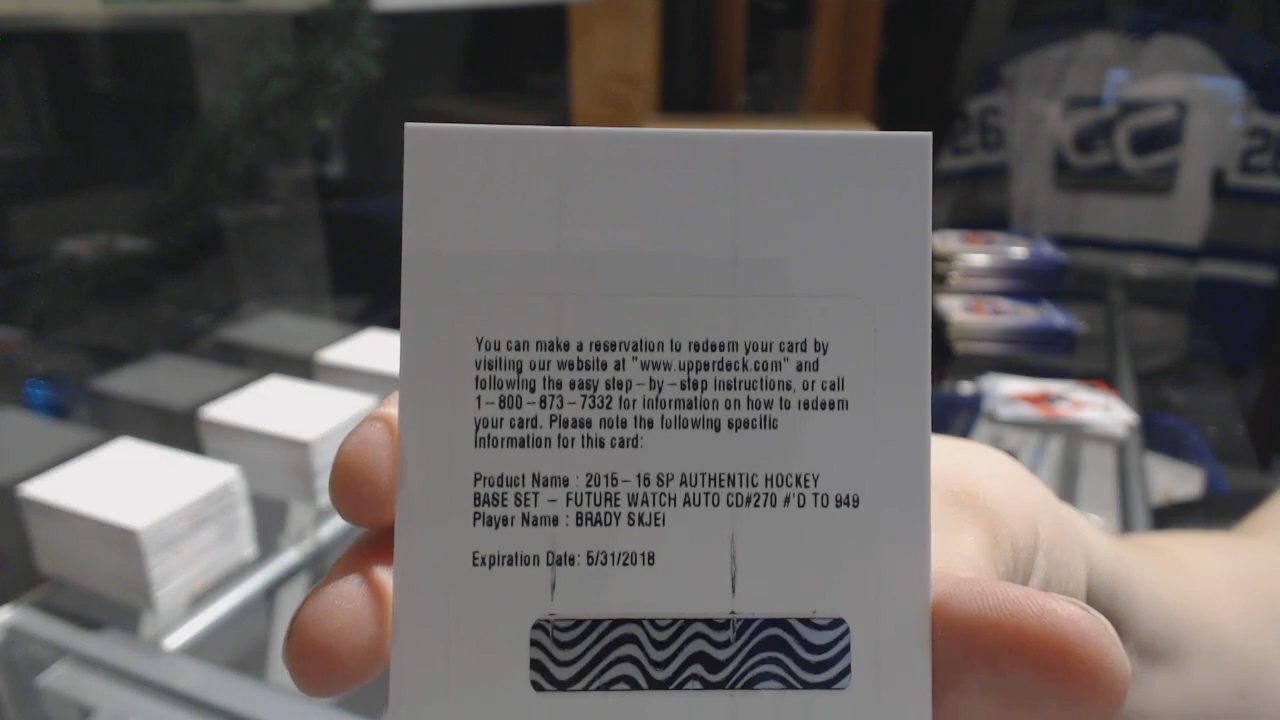 You can make a reservation to redeem your card by
visiting our website at "www.upperdeck.com" and
following the easy step-by-step instructions, or call
1-800-873-7332 for information on how to redeem
your card. Please note the following specific
information for this card:
Product Name : 2015-16 SP AUTHENTIC HOCKEY
BASE SET - FUTURE WATCH AUTO CD#270 #'D TO 949
Player Name : BRADY SKJEI
Expiration Date: 5/31/2018
26